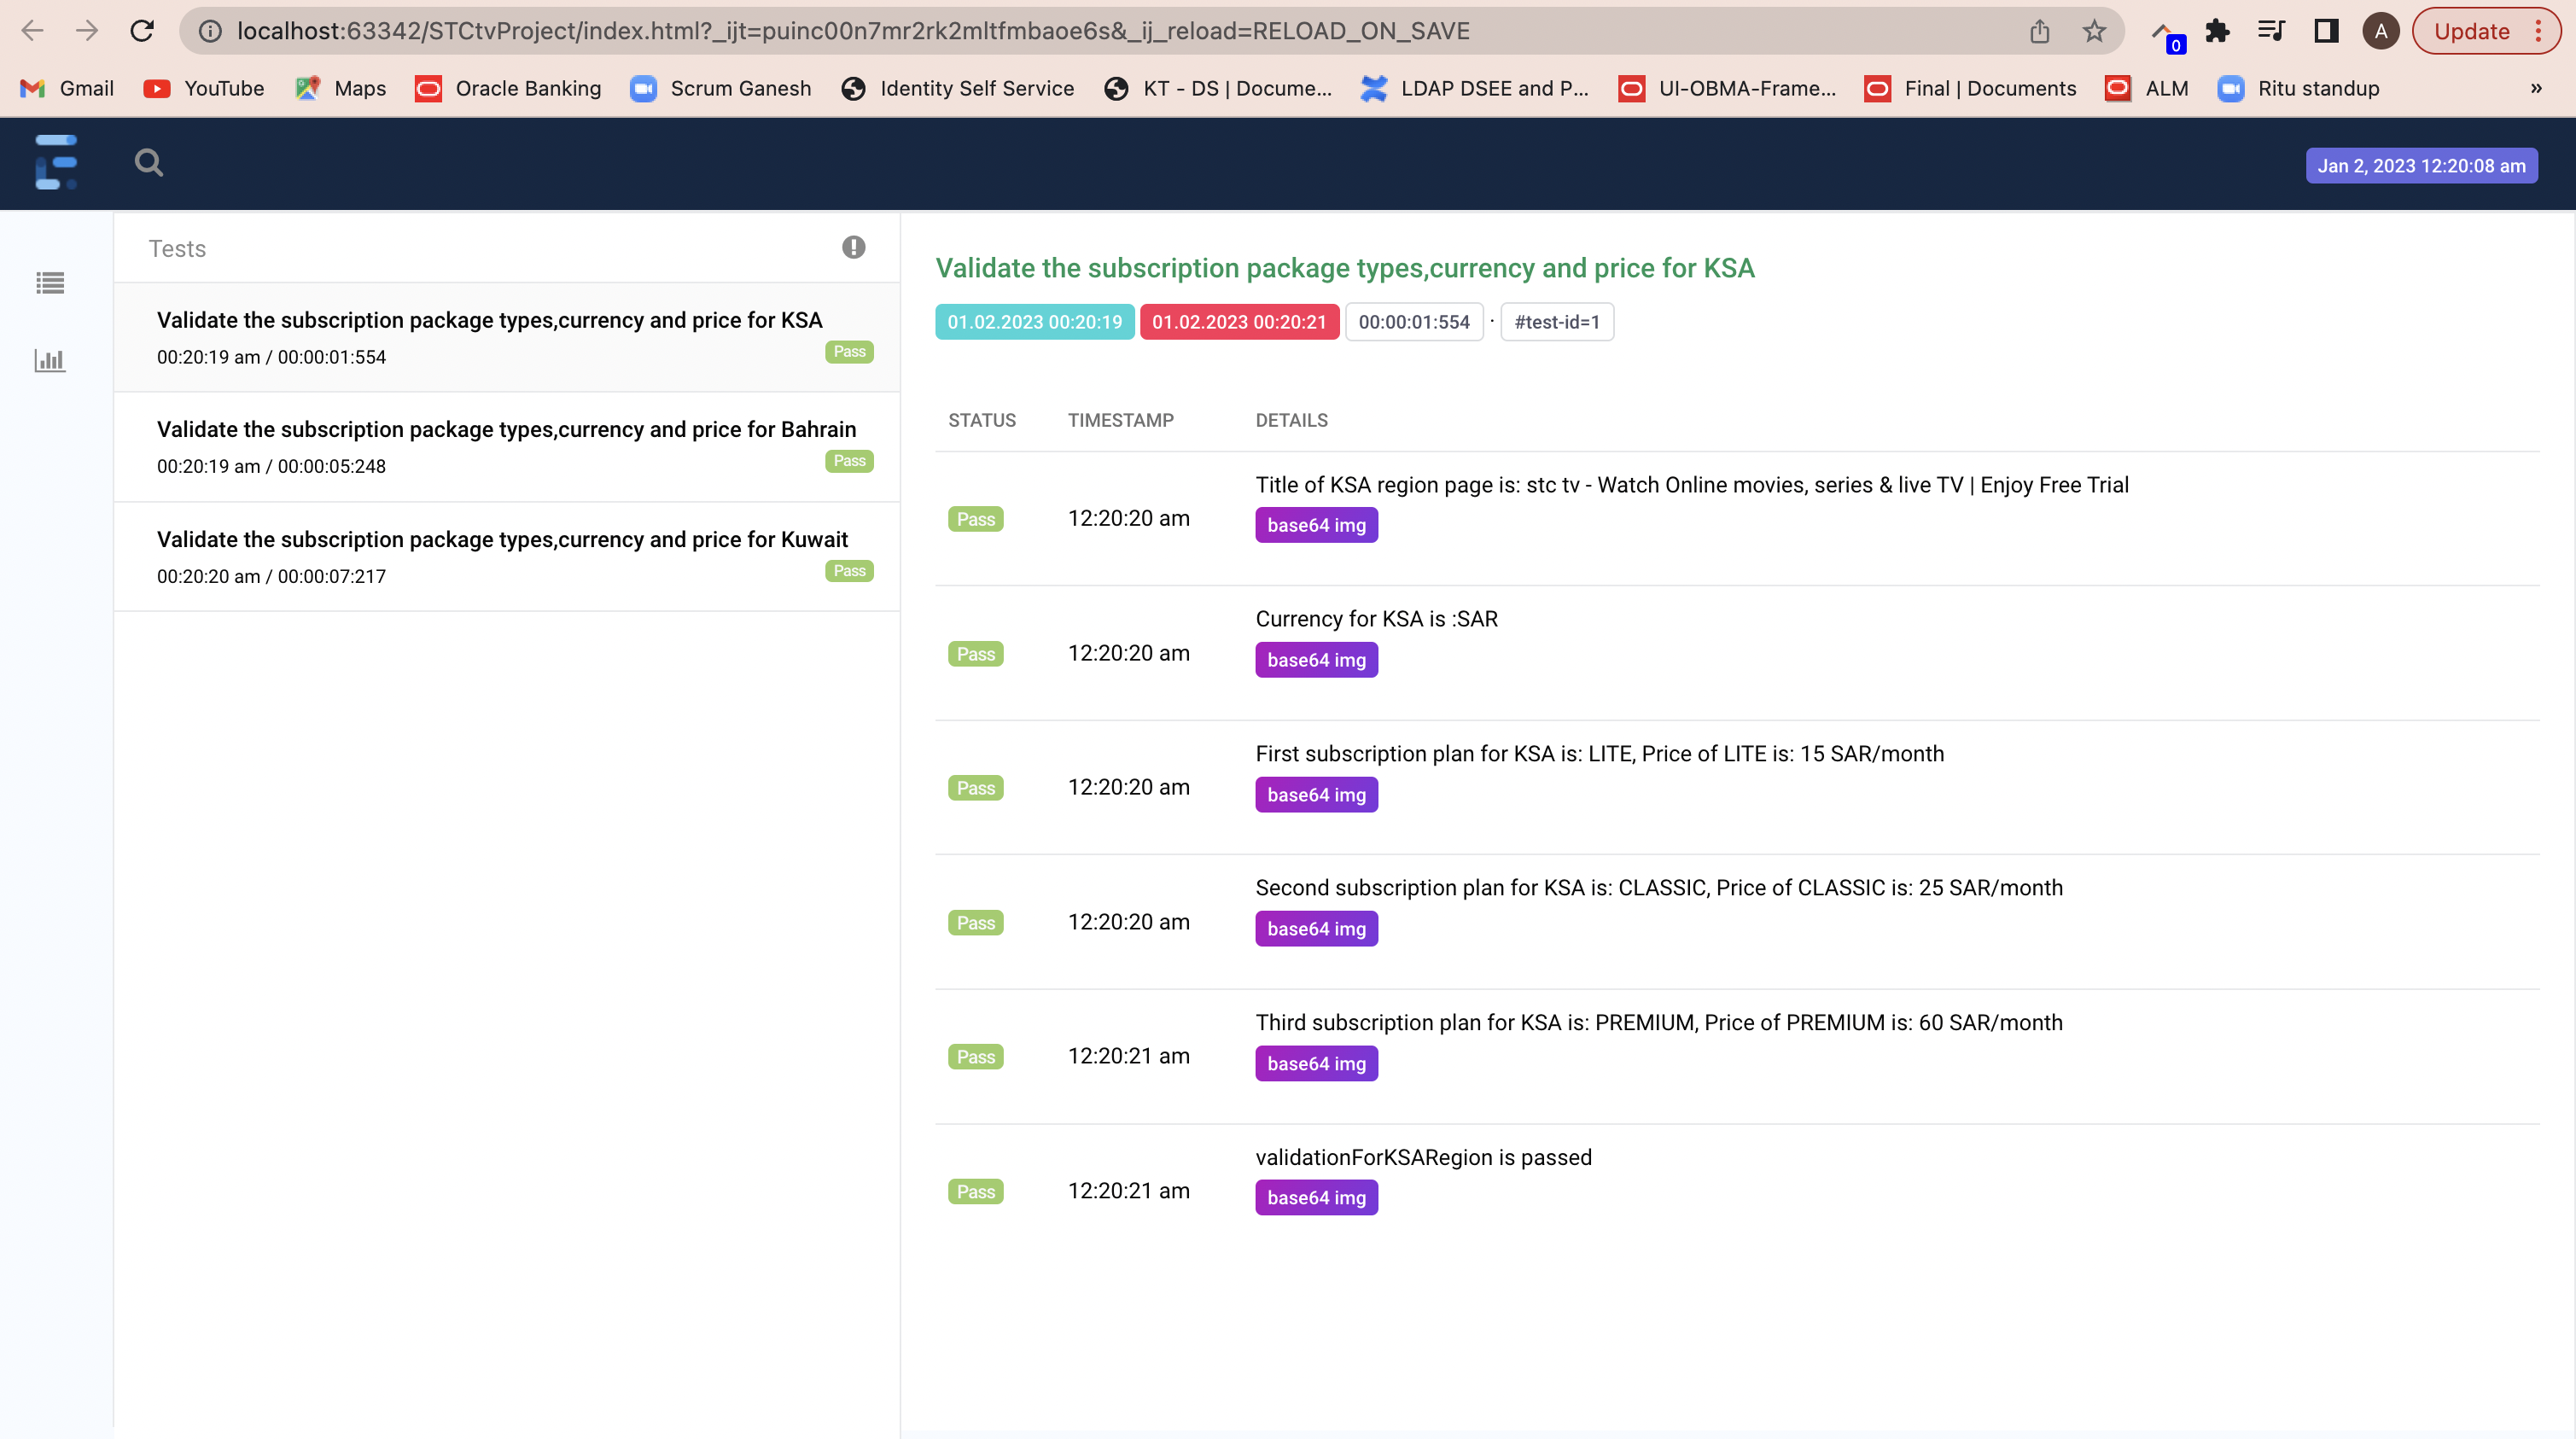 localhost:63342/STCtvProject/index.html?_ijt=puinc00n7mr2rk2mltfmbaoe6s&_ij_reload=RELOAD_ON_SAVE
0
A
Update
Gmail
YouTube
Maps
Oracle Banking
Scrum Ganesh
Identity Self Service
KT - DS | Docume...
LDAP DSEE and P...
UI-OBMA-Frame...
Final | Documents
ALM
Ritu standup
»
Jan 2, 2023 12:20:08 am
Tests
Validate the subscription package types,currency and price for KSA
00:20:19 am / 00:00:01:554
Pass
Validate the subscription package types,currency and price for Bahrain
00:20:19 am / 00:00:05:248
Pass
Validate the subscription package types,currency and price for Kuwait
00:20:20 am / 00:00:07:217
Pass
Validate the subscription package types,currency and price for KSA
01.02.2023 00:20:19 01.02.2023 00:20:21 00:00:01:554 · #test-id=1
STATUS TIMESTAMP DETAILS
Title of KSA region page is: stc tv - Watch Online movies, series & live TV | Enjoy Free Trial
Pass 12:20:20 am
base64 img
Currency for KSA is :SAR
Pass 12:20:20 am
base64 img
First subscription plan for KSA is: LITE, Price of LITE is: 15 SAR/month
Pass 12:20:20 am
base64 img
Second subscription plan for KSA is: CLASSIC, Price of CLASSIC is: 25 SAR/month
Pass 12:20:20 am
base64 img
Third subscription plan for KSA is: PREMIUM, Price of PREMIUM is: 60 SAR/month
Pass 12:20:21 am
base64 img
validationForKSARegion is passed
Pass 12:20:21 am
base64 img